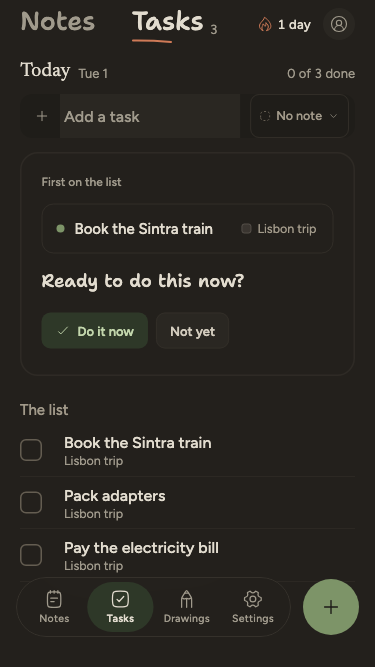 Notes Tasks 3 1 day
Today Tue 1 0 of 3 done
+ Add a task No note
First on the list
Book the Sintra train Lisbon trip
Ready to do this now?
Do it now Not yet
The list
Book the Sintra train
Lisbon trip
Pack adapters
Lisbon trip
Pay the electricity bill
Lisbon trip
Notes Tasks Drawings Settings +